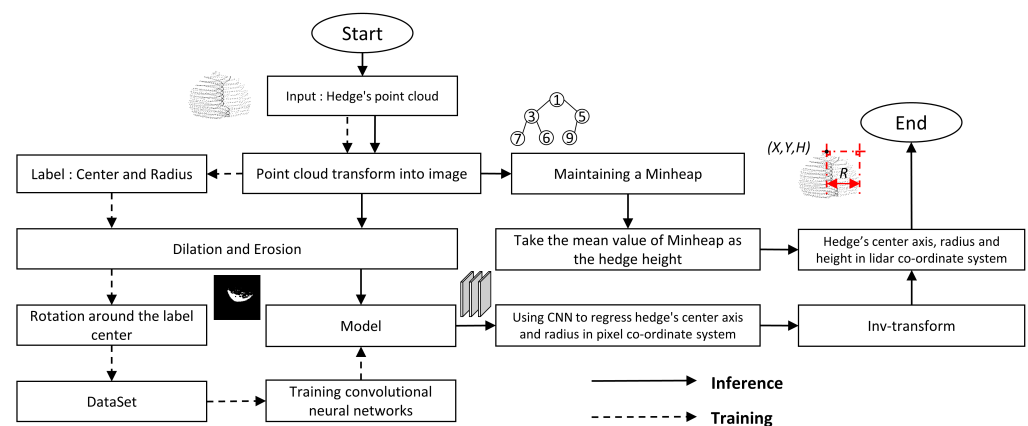 Start
Input : Hedge's point cloud
1
3
5
7
6
9
End
(X,Y,H)
R
Label : Center and Radius
Point cloud transform into image
Maintaining a Minheap
Dilation and Erosion
Take the mean value of Minheap as
the hedge height
Hedge's center axis, radius and
height in lidar co-ordinate system
Rotation around the label
center
Model
Using CNN to regress hedge's center axis
and radius in pixel co-ordinate system
Inv-transform
DataSet
Training convolutional
neural networks
Inference
Training